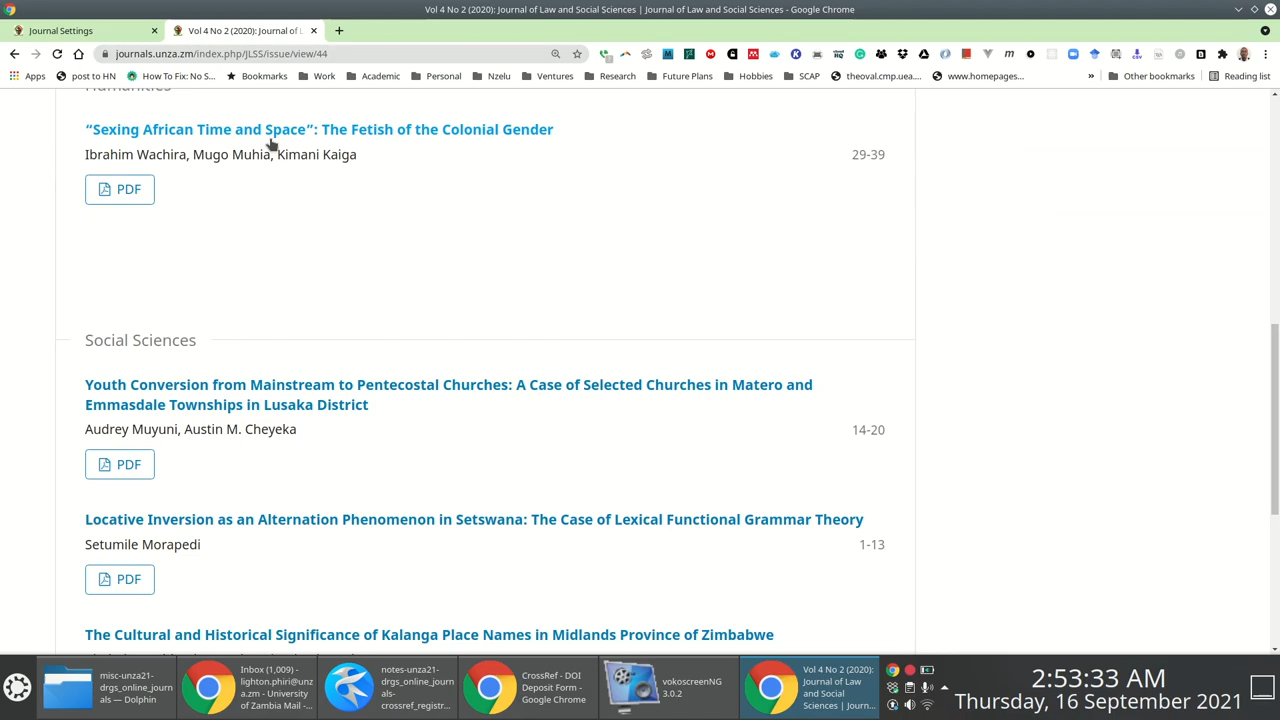 Vol 4 No 2 (2020): Journal of Law and Social Sciences | Journal of Law and Social Sciences - Google Chrome
Journal Settings
Vol 4 No 2 (2020): Journal of L
journals.unza.zm/index.php/JLSS/issue/view/44
Apps
post to HN
How To Fix: No S...
Bookmarks
Work
Academic
Personal
Nzelu
Ventures
Research
Future Plans
Hobbies
SCAP
theoval.cmp.uea....
www.homepages...
»
Other bookmarks
Reading list
Humanities
“Sexing African Time and Space”: The Fetish of the Colonial Gender
Ibrahim Wachira, Mugo Muhia, Kimani Kaiga
29-39
PDF
Social Sciences
Youth Conversion from Mainstream to Pentecostal Churches: A Case of Selected Churches in Matero and
Emmasdale Townships in Lusaka District
Audrey Muyuni, Austin M. Cheyeka
14-20
PDF
Locative Inversion as an Alternation Phenomenon in Setswana: The Case of Lexical Functional Grammar Theory
Setumile Morapedi
1-13
PDF
The Cultural and Historical Significance of Kalanga Place Names in Midlands Province of Zimbabwe
misc-unza21-
drgs_online_journ
als — Dolphin
Inbox (1,009) -
lighton.phiri@unz
a.zm - University
of Zambia Mail -...
notes-unza21-
drgs_online_journ
als-
crossref_registr...
CrossRef - DOI
Deposit Form -
Google Chrome
vokoscreenNG
3.0.2
Vol 4 No 2 (2020):
Journal of Law
and Social
Sciences | Journ...
2:53:33 AM
Thursday, 16 September 2021